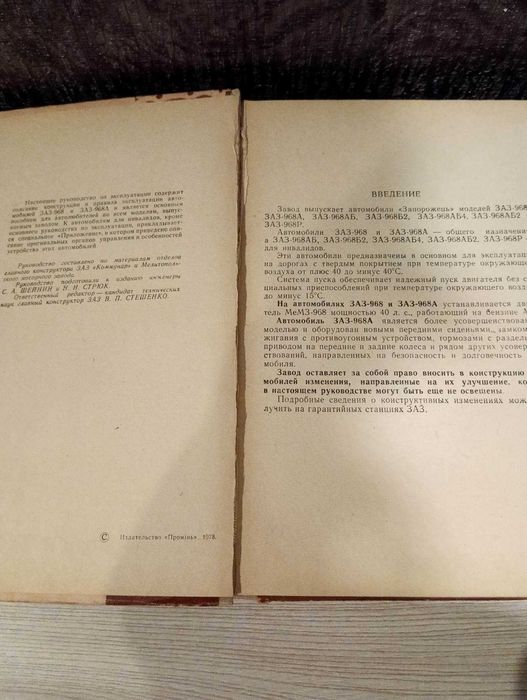 Настоящее руководство по эксплуатации содержит
описание конструкции и правила эксплуатации авто-
мобилей ЗАЗ-968 и ЗАЗ-968А и является основным
пособием для автолюбителей по всем моделям, выпус-
каемым заводом. К автомобилям для инвалидов, кроме
основного руководства по эксплуатации, прикладывает-
ся специальное «Приложение», в котором приведено опи-
сание оригинальных органов управления и особенностей
устройства этих автомобилей
Руководство составлено по материалам отделов
главного конструктора ЗАЗ «Коммунар» и Мелитополь-
ского моторного завода.
Руководство подготовили к изданию инженеры
С. А. ШЕЙНИН и Я. Н. СТРЮК.
Ответственный редактор — кандидат технических
наук главный конструктор ЗАЗ В. П. СТЕШЕНКО.
© Издательство «Промінь», 1978.
ВВЕДЕНИЕ
Завод выпускает автомобили «Запорожець» моделей ЗАЗ-968
ЗАЗ-968А, ЗАЗ-968АБ, ЗАЗ-968Б2, ЗАЗ-968АБ4, ЗАЗ-968АБ2
ЗАЗ-968Р.
Автомобили ЗАЗ-968 и ЗАЗ-968А — общего назначени
а ЗАЗ-968АБ, ЗАЗ-968Б2, ЗАЗ-968АБ4, ЗАЗ-968АБ2, ЗАЗ-968Р
для инвалидов.
Эти автомобили предназначены в основном для эксплуатац
на дорогах с твердым покрытием при температуре окружающ
воздуха от плюс 40 до минус 40°С.
Система пуска обеспечивает надежный пуск двигателя без с
циальных приспособлений при температуре окружающего возд
до минус 15°С.
На автомобилях ЗАЗ-968 и ЗАЗ-968А устанавливается дви
тель МеМЗ-968 мощностью 40 л. с., работающий на бензине А
Автомобиль ЗАЗ-968А является более усовершенствован
моделью и оборудован новыми передними сиденьями, замком
жигания с противоугонным устройством, тормозами с раздель
приводом на передние и задние колеса и рядом других усовер
ствований, направленных на безопасность и долговечность
мобиля.
Завод оставляет за собой право вносить в конструкцию
мобилей изменения, направленные на их улучшение, ко
в настоящем руководстве могут быть еще не освещены.
Подробные сведения о конструктивных изменениях мож
лучить на гарантийных станциях ЗАЗ.